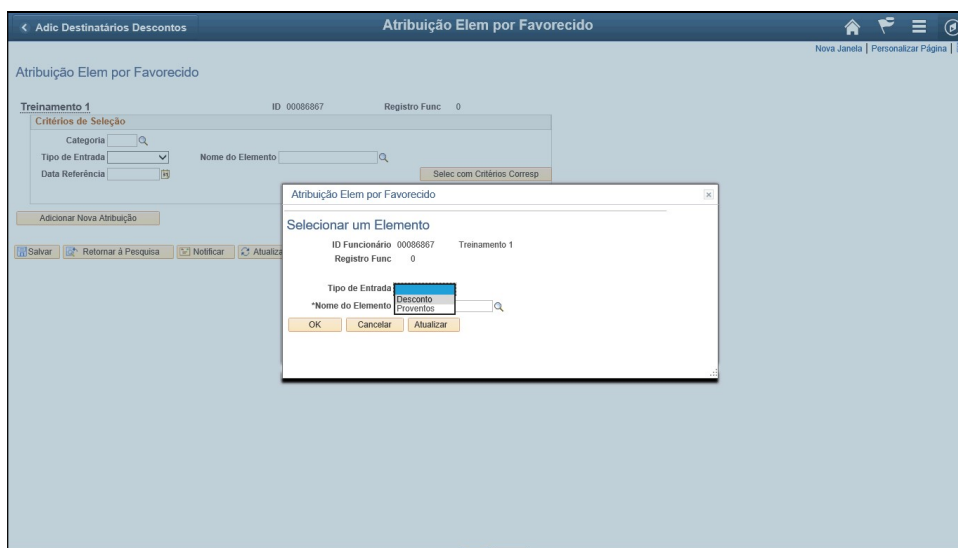 Adic Destinatários Descontos
Atribuição Elem por Favorecido
Nova Janela | Personalizar Página |
Atribuição Elem por Favorecido
Treinamento 1 ID 00086867 Registro Func 0
Critérios de Seleção
Categoria
Tipo de Entrada Nome do Elemento
Data Referência Selec com Critérios Corresp
Adicionar Nova Atribuição
Salvar Retornar á Pesquisa Notificar Atualiza
Atribuição Elem por Favorecido
Selecionar um Elemento
ID Funcionário 00086867 Treinamento 1
Registro Func 0
Tipo de Entrada
Desconto
*Nome do Elemento Proventos
OK Cancelar Atualizar